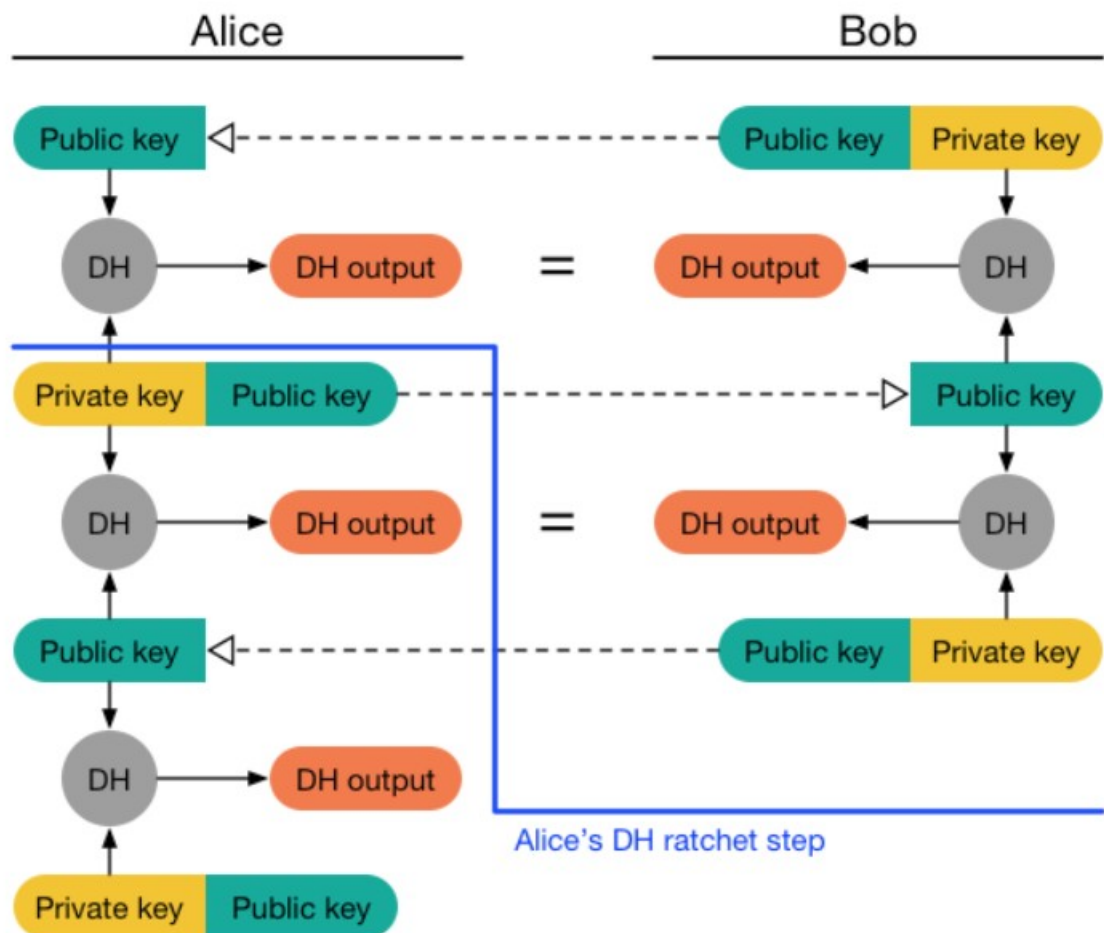 Alice Bob
Public key Public key Private key
DH DH output = DH output DH
Private key Public key Public key
DH DH output = DH output DH
Public key Public key Private key
DH DH output
Alice's DH ratchet step
Private key Public key